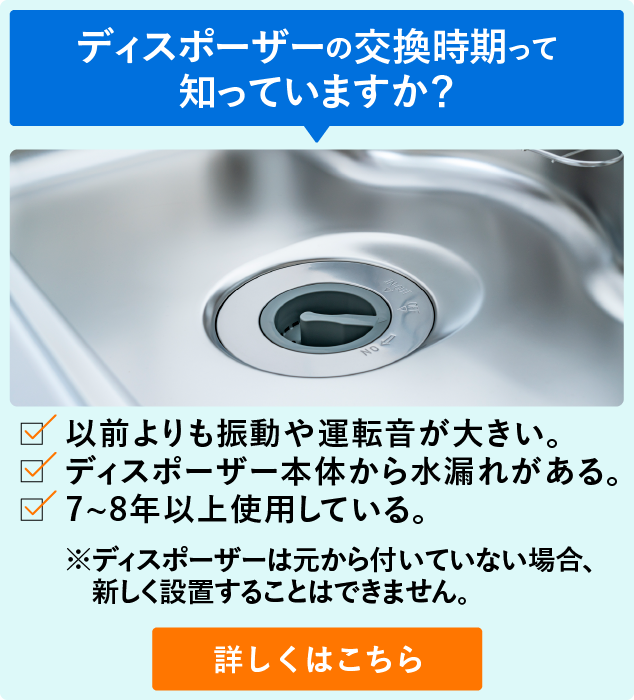 ディスポーザーの交換時期って
知っていますか？
ON
以前よりも振動や運転音が大きい。
ディスポーザー本体から水漏れがある。
7~8年以上使用している。
※ディスポーザーは元から付いていない場合、
新しく設置することはできません。
詳しくはこちら